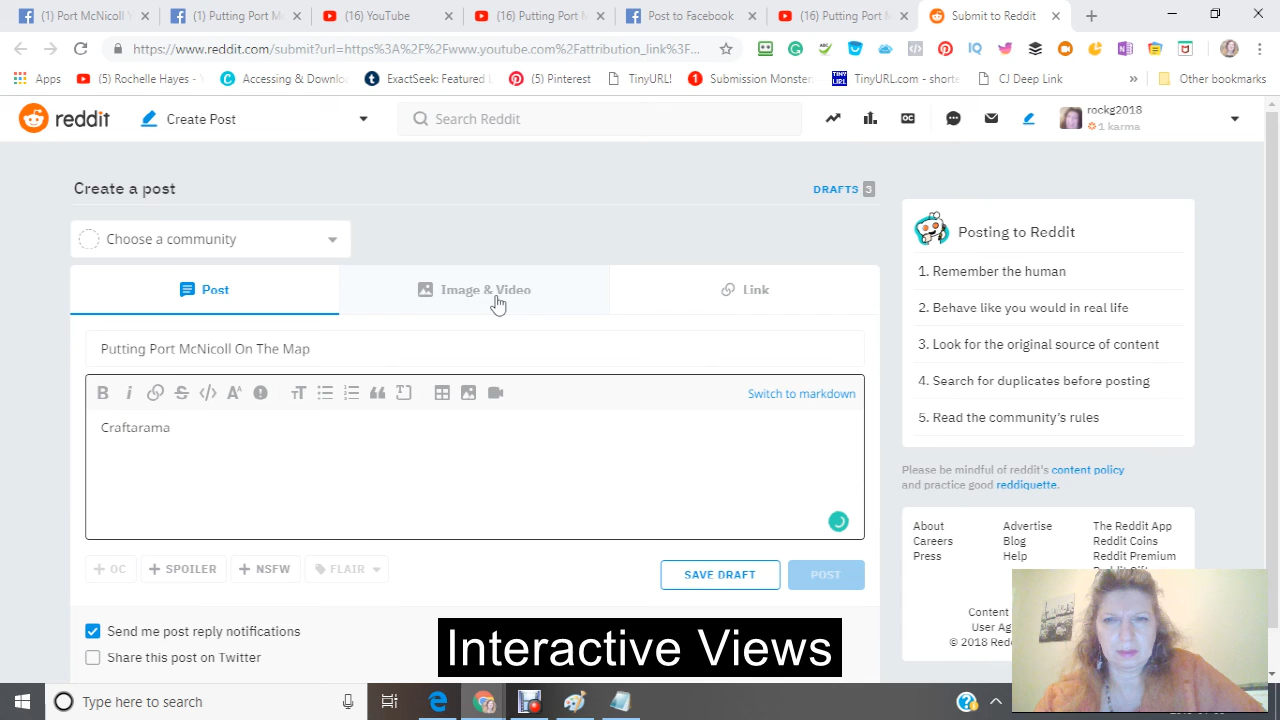 (1) Port McNicoll V
(1) Putting Port M
(16) YouTube
(16) Putting Port M
Post to Facebook
(16) Putting Port M
Submit to Reddit
https://www.reddit.com/submit?url=https%3A%2F%2Fwww.youtube.com%2Fattribution_link%3F...
Apps
(5) Rochelle Hayes -
Accessing & Downlo
ExactSeek: Featured L
(5) Pinterest
TinyURL!
Submission Monster
TinyURL.com - shorte
CJ Deep Link
Other bookmarks
reddit
Create Post
Search Reddit
rockg2018
1 karma
Create a post
DRAFTS 3
Choose a community
Post
Image & Video
Link
Putting Port McNicoll On The Map
Switch to markdown
Craftarama
+ OC
+ SPOILER
+ NSFW
FLAIR
SAVE DRAFT
POST
Send me post reply notifications
Share this post on Twitter
Posting to Reddit
1. Remember the human
2. Behave like you would in real life
3. Look for the original source of content
4. Search for duplicates before posting
5. Read the community's rules
Please be mindful of reddit's content policy
and practice good reddiquette.
About
Advertise
The Reddit App
Careers
Blog
Reddit Coins
Press
Help
Reddit Premium
Content
User Ag
© 2018 Red
Interactive Views
Type here to search